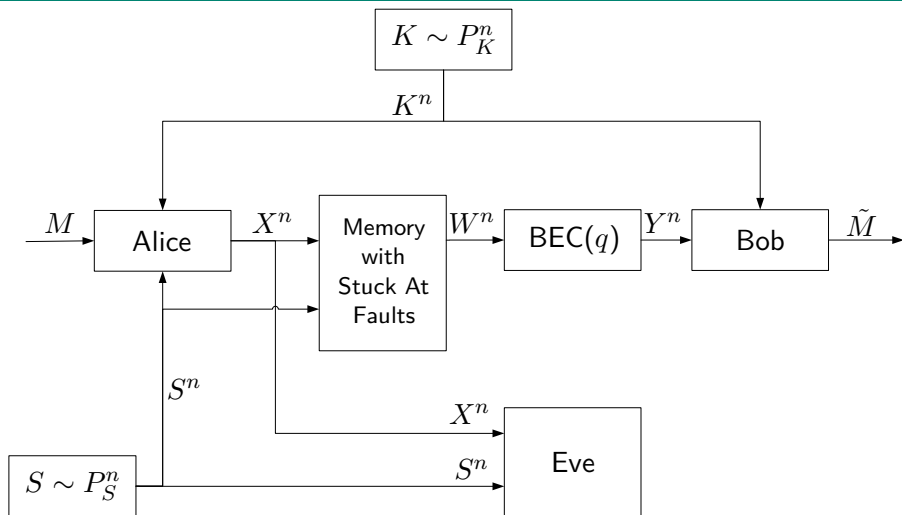 K ∼ P_K^n
K^n
M
Alice
X^n
Memory
with
Stuck At
Faults
W^n
BEC(q)
Y^n
Bob
M̃
S^n
X^n
S ∼ P_S^n
S^n
Eve